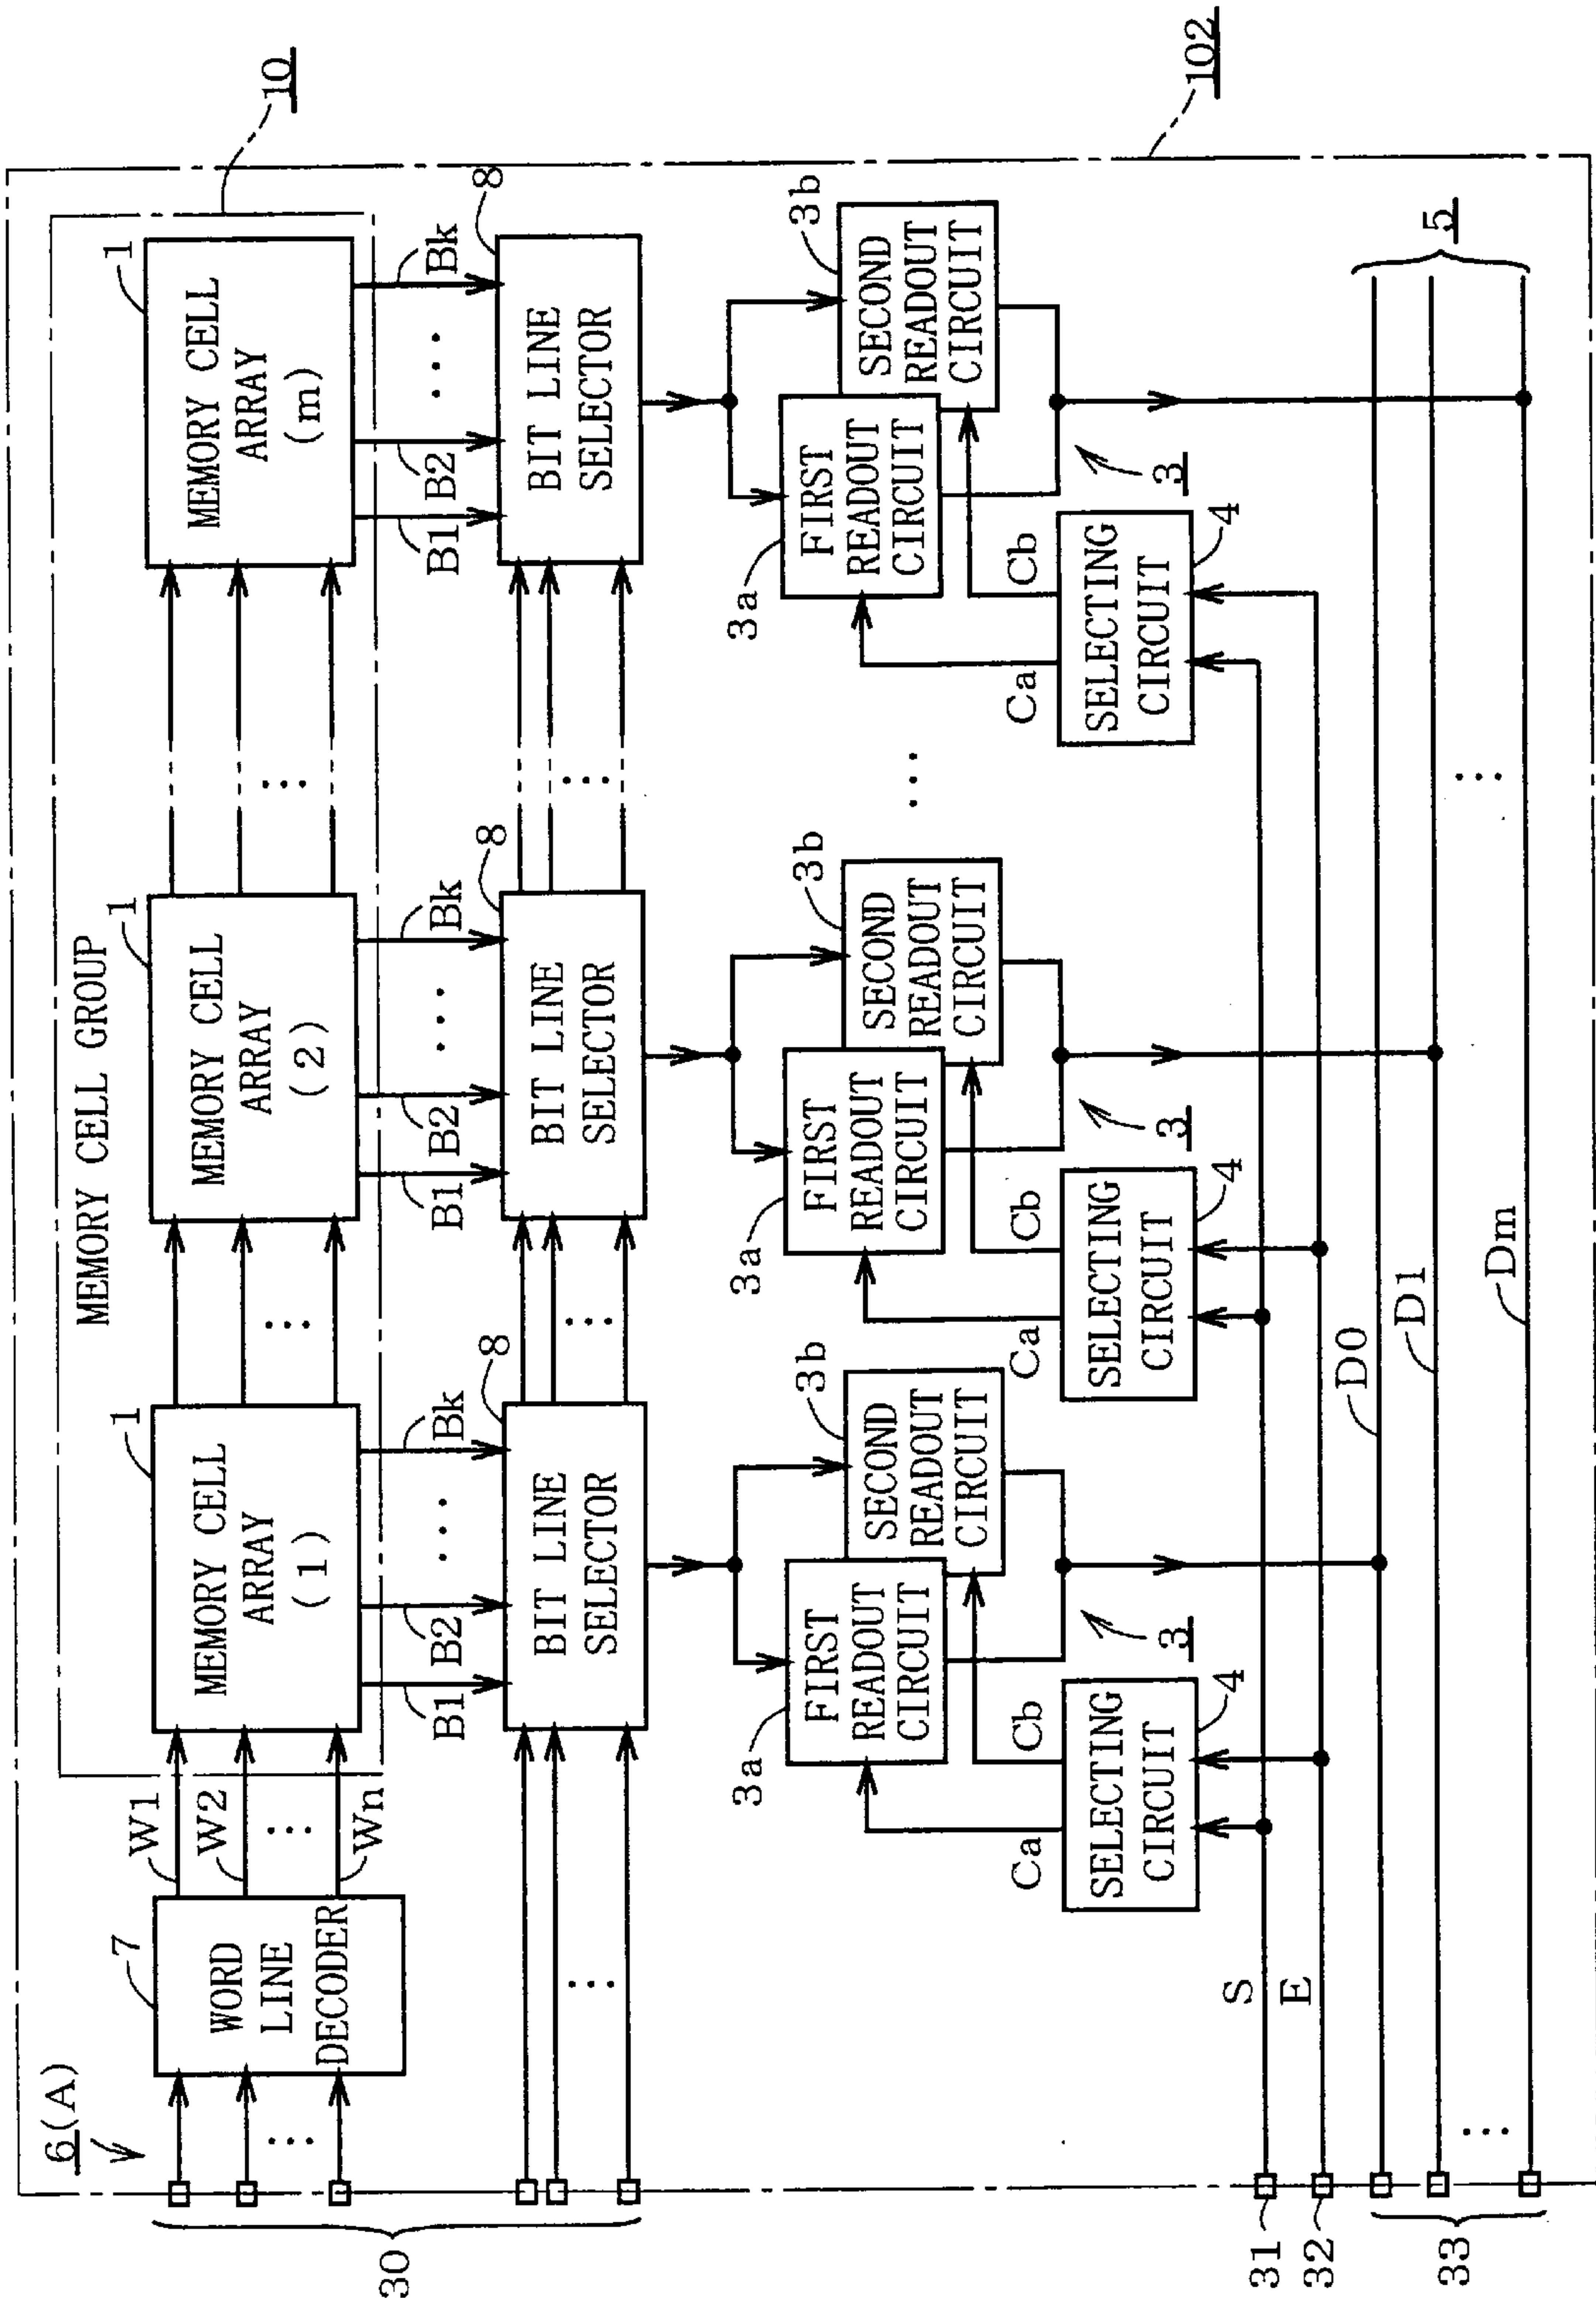 10
102
MEMORY CELL GROUP
6(A)
7
WORD
LINE
DECODER
W1
W2
⋮
Wn
1
MEMORY CELL
ARRAY
(1)
1
MEMORY CELL
ARRAY
(2)
1
MEMORY CELL
ARRAY
(m)
B1
B2
...
Bk
B1
B2
...
Bk
B1
B2
...
Bk
30
8
BIT LINE
SELECTOR
8
BIT LINE
SELECTOR
8
BIT LINE
SELECTOR
3a
FIRST
READOUT
CIRCUIT
3b
SECOND
READOUT
CIRCUIT
3
3a
FIRST
READOUT
CIRCUIT
3b
SECOND
READOUT
CIRCUIT
3
...
3a
FIRST
READOUT
CIRCUIT
3b
SECOND
READOUT
CIRCUIT
3
Ca
Cb
SELECTING
CIRCUIT
4
Ca
Cb
SELECTING
CIRCUIT
4
Ca
Cb
SELECTING
CIRCUIT
4
31
S
32
E
33
D0
D1
Dm
5